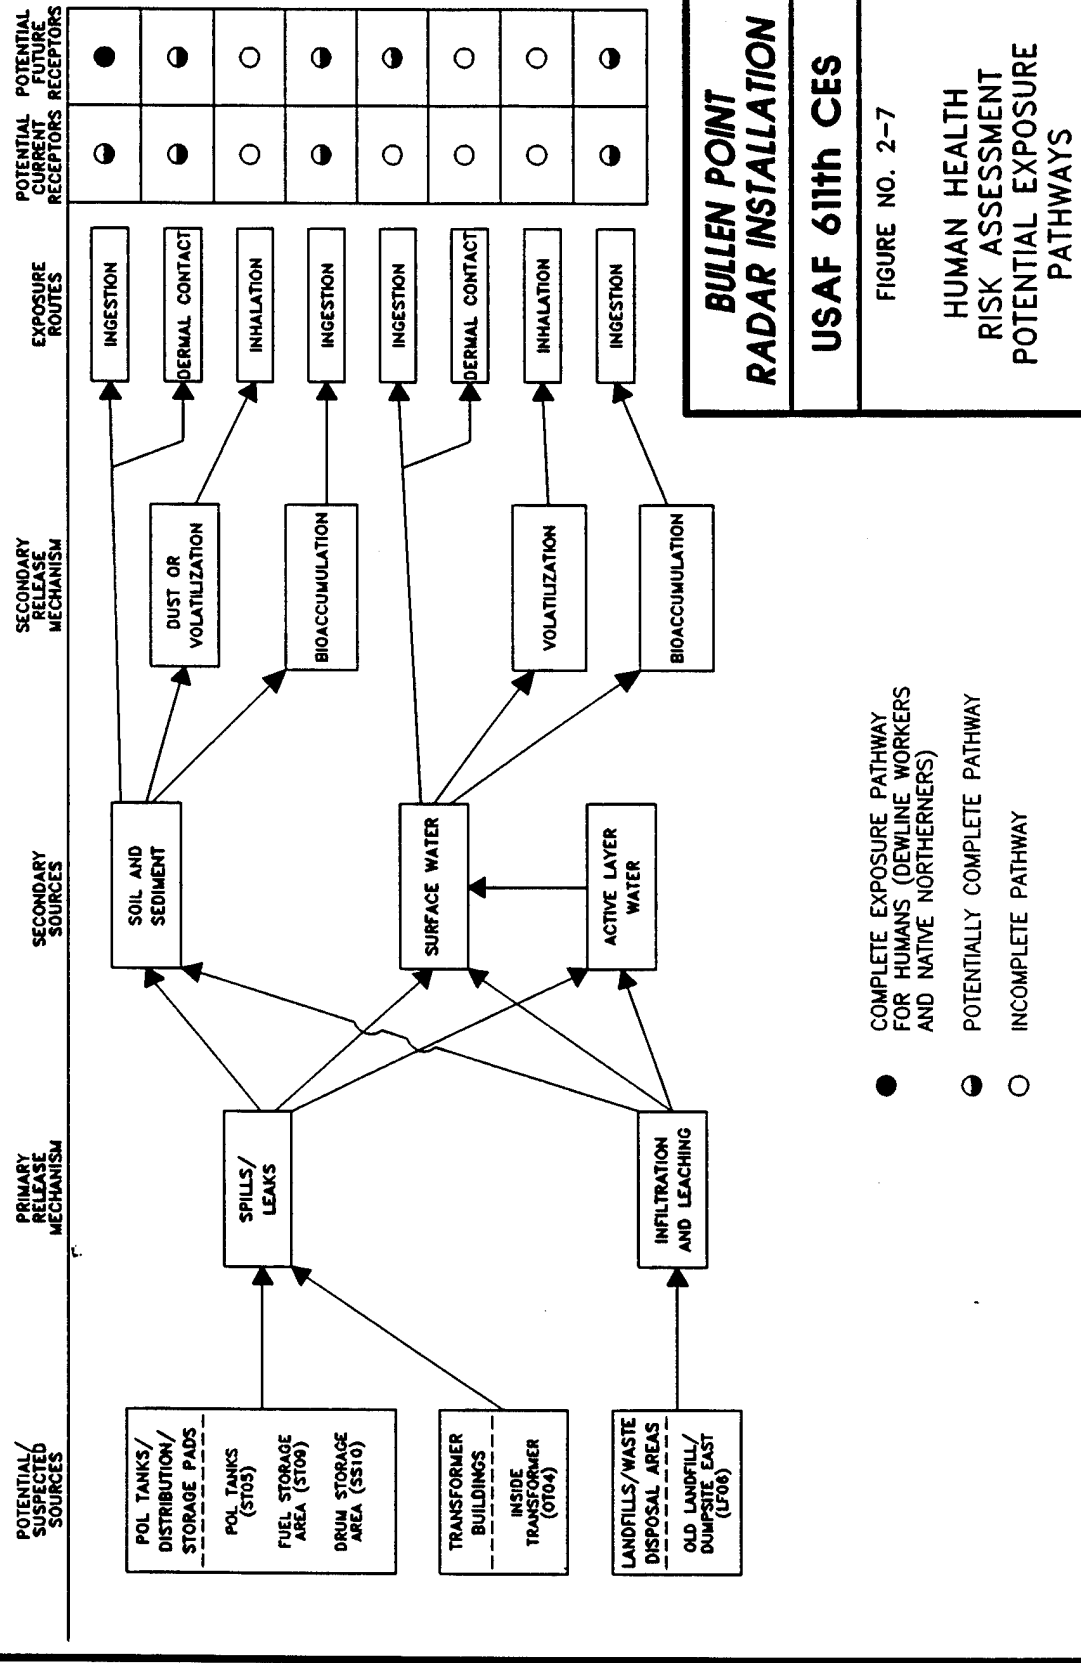 POTENTIAL/
SUSPECTED
SOURCES
PRIMARY
RELEASE
MECHANISM
SECONDARY
SOURCES
SECONDARY
RELEASE
MECHANISM
EXPOSURE
ROUTES
POTENTIAL
CURRENT
RECEPTORS
POTENTIAL
FUTURE
RECEPTORS
POL TANKS/
DISTRIBUTION/
STORAGE PADS
POL TANKS
(ST05)
FUEL STORAGE
AREA (ST09)
DRUM STORAGE
AREA (SS10)
TRANSFORMER
BUILDINGS
INSIDE
TRANSFORMER
(OT04)
LANDFILLS/WASTE
DISPOSAL AREAS
OLD LANDFILL/
DUMPSITE EAST
(LF06)
SPILLS/
LEAKS
INFILTRATION
AND LEACHING
SOIL AND
SEDIMENT
SURFACE WATER
ACTIVE LAYER
WATER
DUST OR
VOLATILIZATION
BIOACCUMULATION
VOLATILIZATION
BIOACCUMULATION
INGESTION
DERMAL CONTACT
INHALATION
INGESTION
INGESTION
DERMAL CONTACT
INHALATION
INGESTION
COMPLETE EXPOSURE PATHWAY
FOR HUMANS (DEWLINE WORKERS
AND NATIVE NORTHERNERS)
POTENTIALLY COMPLETE PATHWAY
INCOMPLETE PATHWAY
BULLEN POINT
RADAR INSTALLATION
USAF 611th CES
FIGURE NO. 2-7
HUMAN HEALTH
RISK ASSESSMENT
POTENTIAL EXPOSURE
PATHWAYS